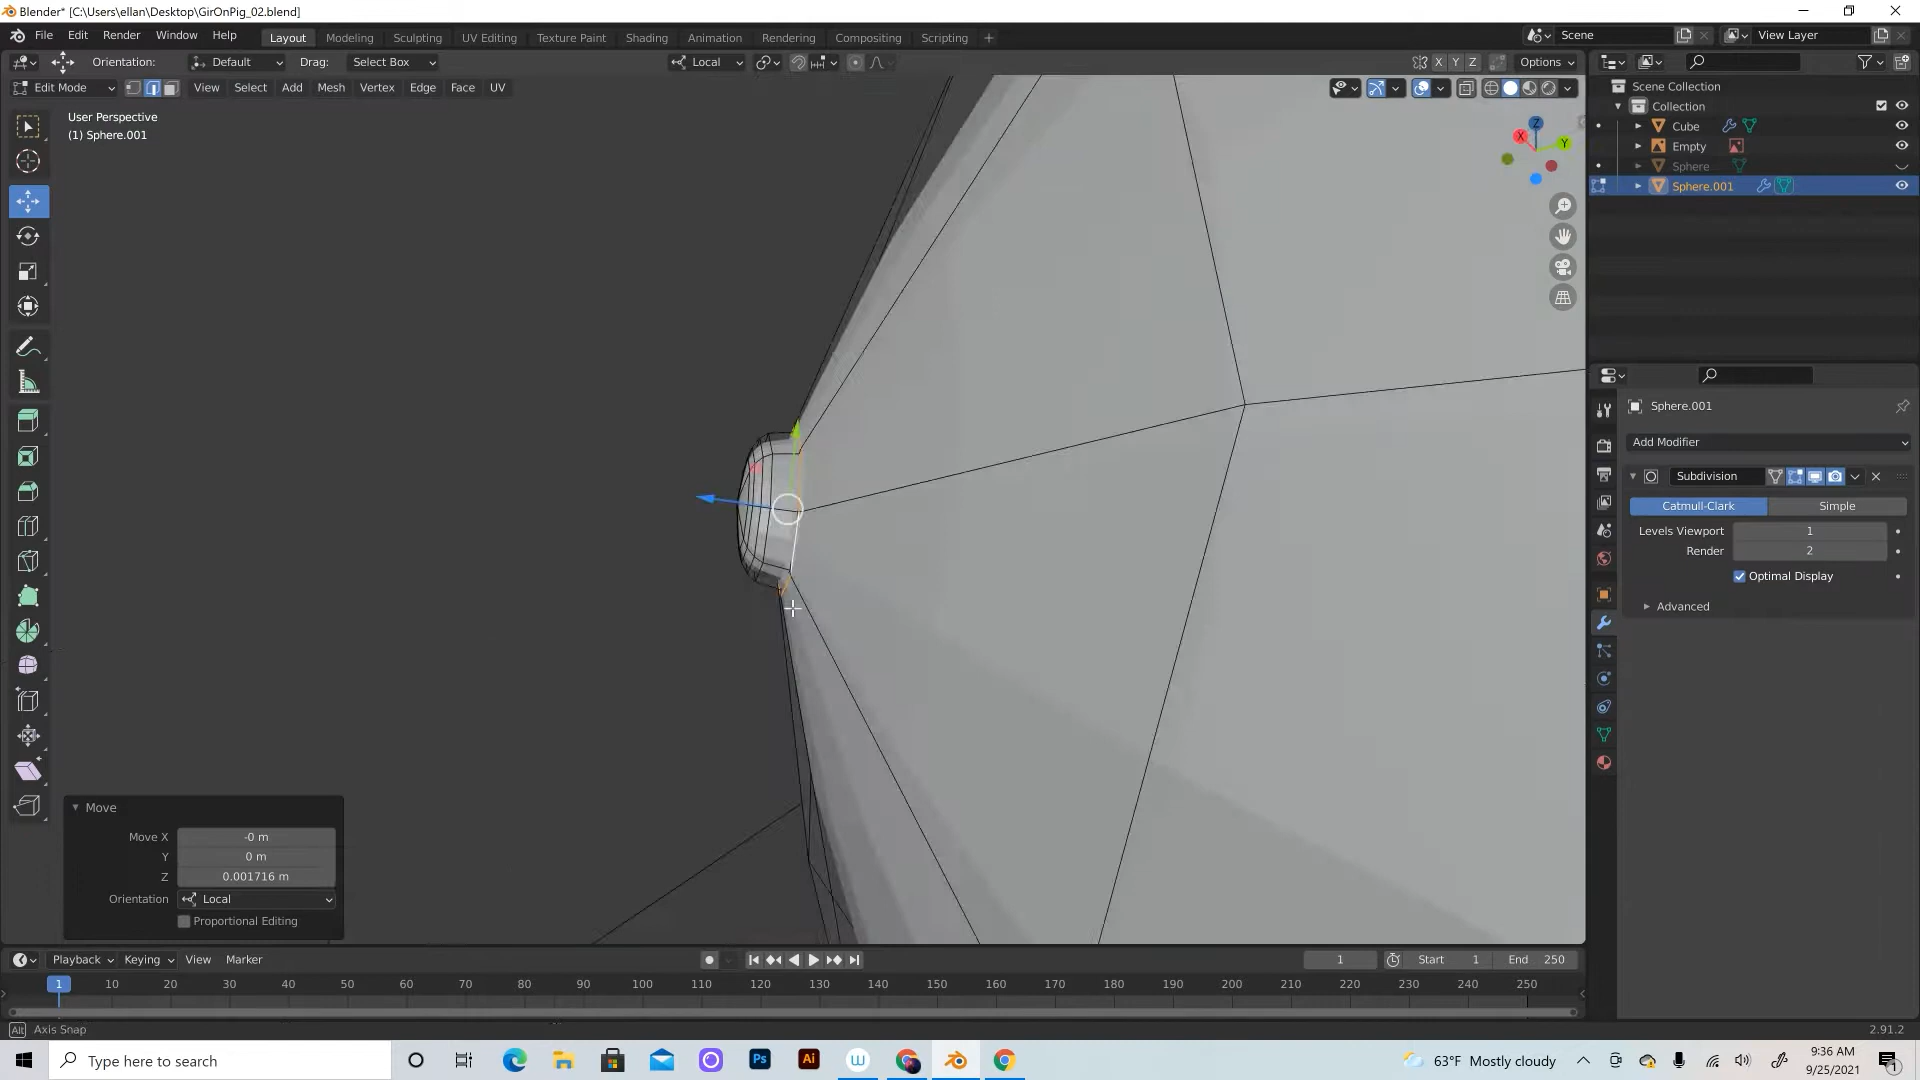 Blender* [C:\Users\ellan\Desktop\GirOnPig_02.blend]
File Edit Render Window Help Layout Modeling Sculpting UV Editing Texture Paint Shading Animation Rendering Compositing Scripting + Scene View Layer
Orientation: Default Drag: Select Box Local X Y Z Options
Edit Mode View Select Add Mesh Vertex Edge Face UV
User Perspective
(1) Sphere.001
Z
X
Y
Scene Collection
Collection
Cube
Empty
Sphere
Sphere.001
Sphere.001
Add Modifier
Subdivision
Catmull-Clark Simple
Levels Viewport 1
Render 2
Optimal Display
Advanced
Move
Move X -0 m
Y 0 m
Z 0.001716 m
Orientation Local
Proportional Editing
Playback Keying View Marker 1 Start 1 End 250
1 10 20 30 40 50 60 70 80 90 100 110 120 130 140 150 160 170 180 190 200 210 220 230 240 250
Alt Axis Snap 2.91.2
Type here to search Ps Ai 63°F Mostly cloudy 9:36 AM
9/25/2021 1